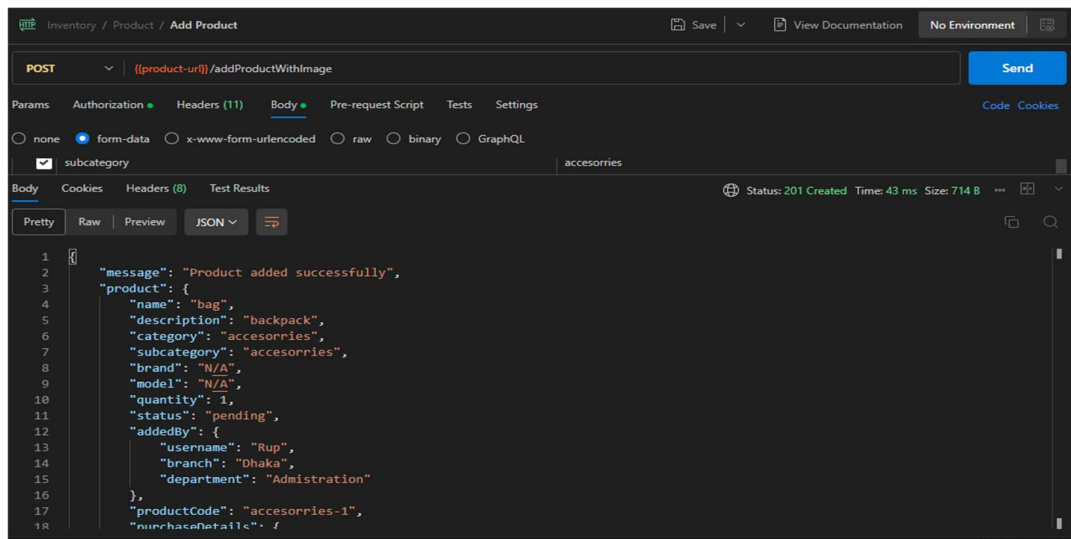 HTTP Inventory / Product / Add Product Save View Documentation No Environment
POST {{product-url}}/addProductWithImage Send
Params Authorization Headers (11) Body Pre-request Script Tests Settings Code Cookies
none form-data x-www-form-urlencoded raw binary GraphQL
subcategory accesorries
Body Cookies Headers (8) Test Results Status: 201 Created Time: 43 ms Size: 714 B
Pretty Raw Preview JSON
1 {
2 "message": "Product added successfully",
3 "product": {
4 "name": "bag",
5 "description": "backpack",
6 "category": "accesorries",
7 "subcategory": "accesorries",
8 "brand": "N/A",
9 "model": "N/A",
10 "quantity": 1,
11 "status": "pending",
12 "addedBy": {
13 "username": "Rup",
14 "branch": "Dhaka",
15 "department": "Admistration"
16 },
17 "productCode": "accesorries-1",
18 "purchaseDetails": {